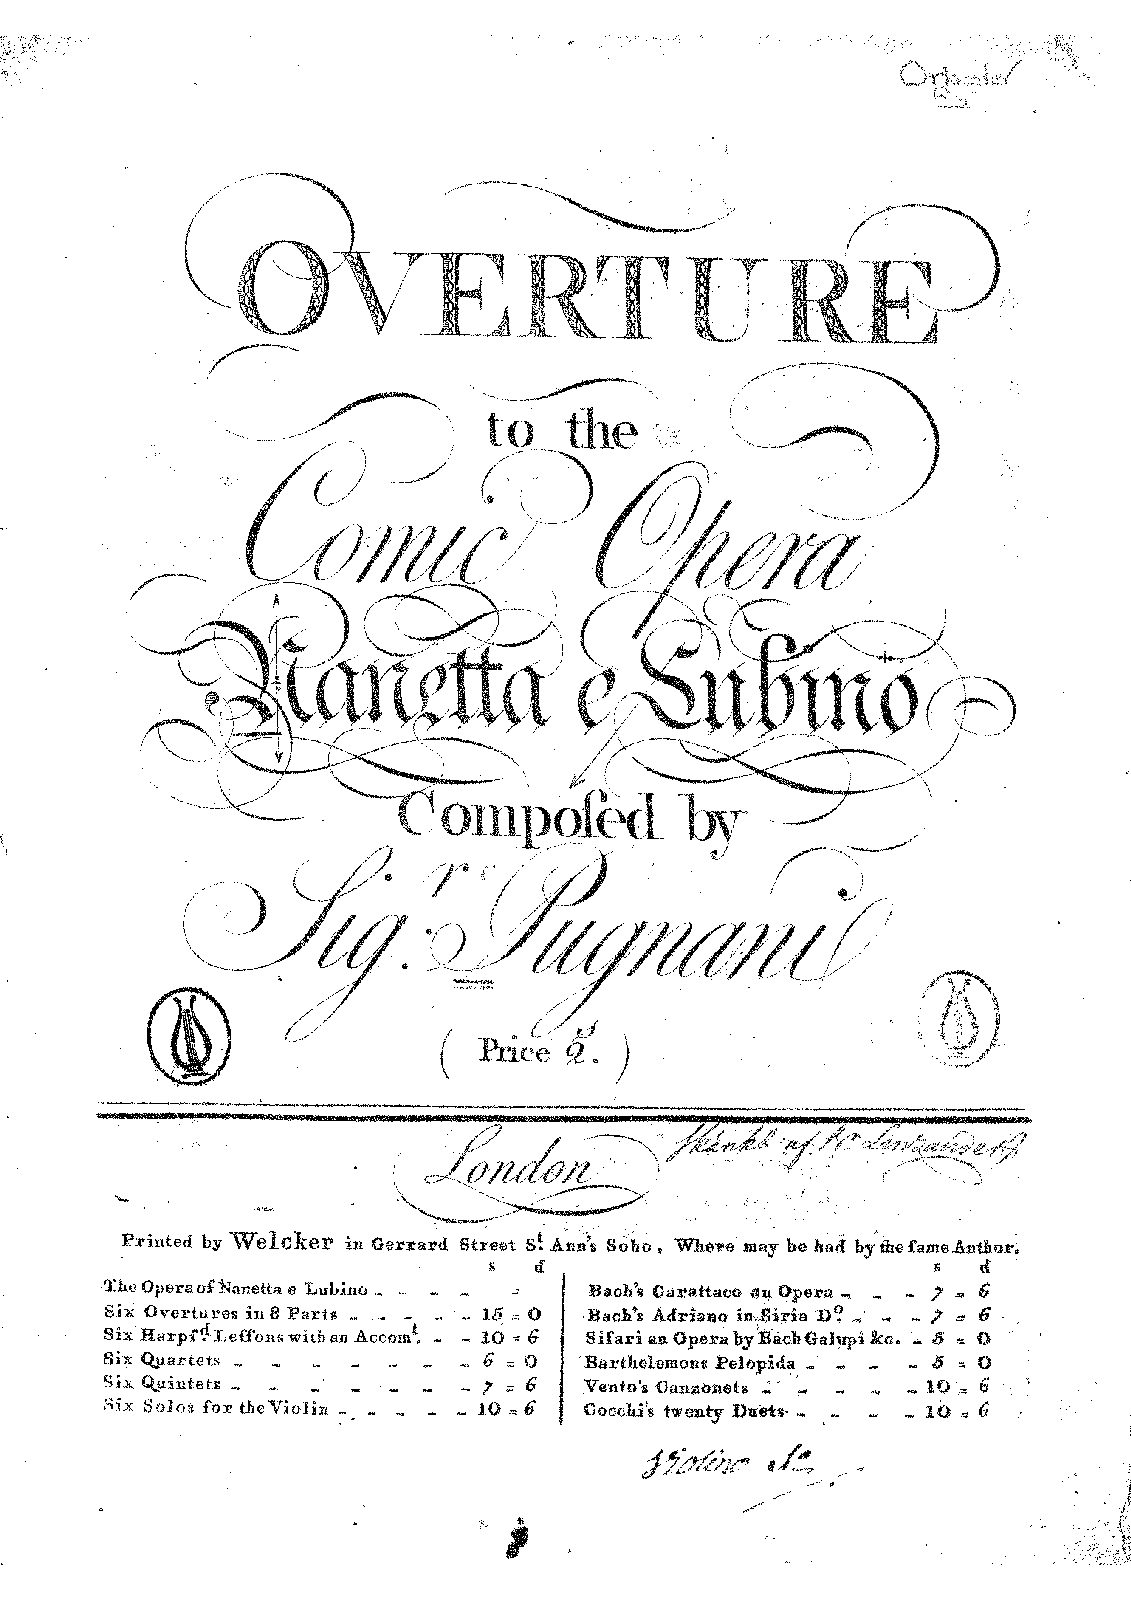 OVERTURE
to the
Comic Opera
Nanetta e Lubino
Compoſed by
Sig.r Pugnani
( Price 2.s )
London
Printed by Welcker in Gerrard Street St. Ann's Soho, Where may be had by the ſame Author.
s d
The Opera of Nanetta e Lubino - - - - -
Six Overtures in 8 Parts - - - - - 15 = 0
Six Harpſd. Leſſons with an Accomt. - - 10 = 6
Six Quartets - - - - - - - 6 = 0
Six Quintets - - - - - - - 7 = 6
Six Solos for the Violin - - - - - 10 = 6
s d
Bach's Carattaco an Opera - - - 7 = 6
Bach's Adriano in Siria Do. - - - 7 = 6
Sifari an Opera by Bach Galupi &c. - 5 = 0
Barthelemons Pelopida - - - - 5 = 0
Vento's Canzonets - - - - - 10 = 6
Cocchi's twenty Duets - - - - 10 = 6
Violino